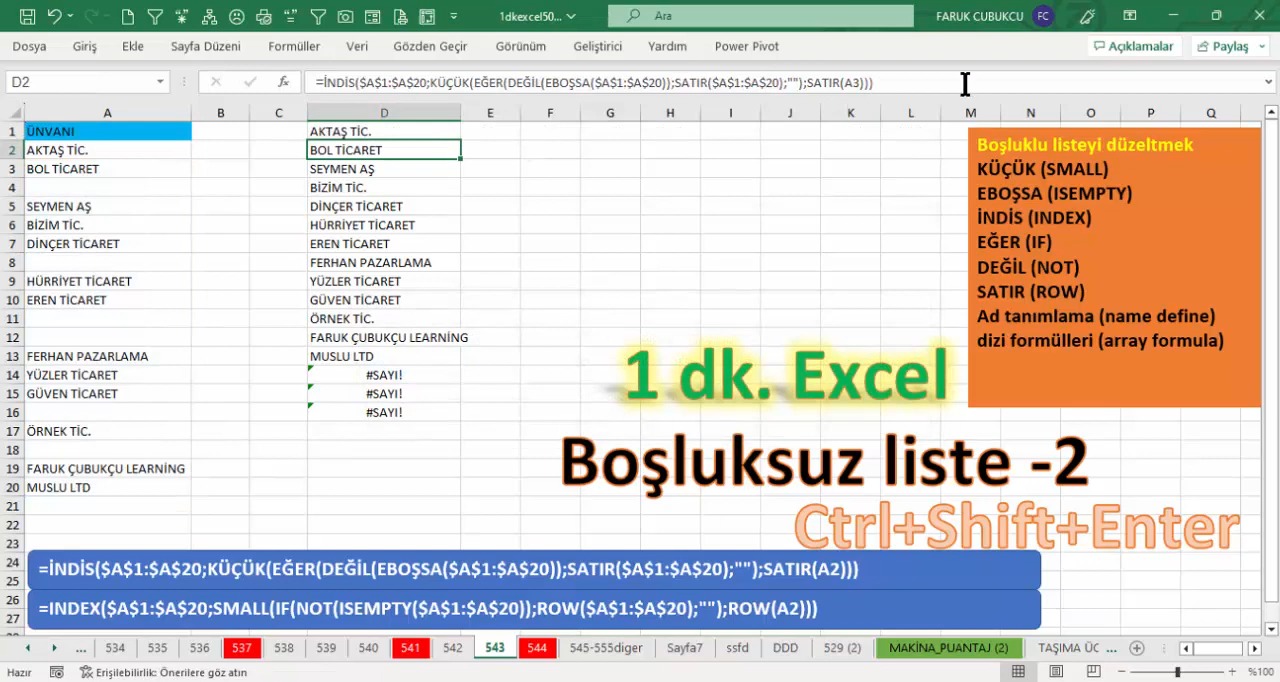 1dkexcel50...
Ara
FARUK CUBUKCU
FC
Dosya Giriş Ekle Sayfa Düzeni Formüller Veri Gözden Geçir Görünüm Geliştirici Yardım Power Pivot
Açıklamalar
Paylaş
D2
fx
=İNDİS($A$1:$A$20;KÜÇÜK(EĞER(DEĞİL(EBOŞSA($A$1:$A$20));SATIR($A$1:$A$20);"");SATIR(A3)))
A B C D E F G H I J K L M N O P Q
1 ÜNVANI AKTAŞ TİC.
2 AKTAŞ TİC. BOL TİCARET
3 BOL TİCARET SEYMEN AŞ
4 BİZİM TİC.
5 SEYMEN AŞ DİNÇER TİCARET
6 BİZİM TİC. HÜRRİYET TİCARET
7 DİNÇER TİCARET EREN TİCARET
8 FERHAN PAZARLAMA
9 HÜRRİYET TİCARET YÜZLER TİCARET
10 EREN TİCARET GÜVEN TİCARET
11 ÖRNEK TİC.
12 FARUK ÇUBUKÇU LEARNİNG
13 FERHAN PAZARLAMA MUSLU LTD
14 YÜZLER TİCARET #SAYI!
15 GÜVEN TİCARET #SAYI!
16 #SAYI!
17 ÖRNEK TİC.
18
19 FARUK ÇUBUKÇU LEARNİNG
20 MUSLU LTD
21
22
23
24
25
26
27
Boşluklu listeyi düzeltmek
KÜÇÜK (SMALL)
EBOŞSA (ISEMPTY)
İNDİS (INDEX)
EĞER (IF)
DEĞİL (NOT)
SATIR (ROW)
Ad tanımlama (name define)
dizi formülleri (array formula)
1 dk. Excel
Boşluksuz liste -2
Ctrl+Shift+Enter
=İNDİS($A$1:$A$20;KÜÇÜK(EĞER(DEĞİL(EBOŞSA($A$1:$A$20));SATIR($A$1:$A$20);"");SATIR(A2)))
=INDEX($A$1:$A$20;SMALL(IF(NOT(ISEMPTY($A$1:$A$20));ROW($A$1:$A$20);"");ROW(A2)))
... 534 535 536 537 538 539 540 541 542 543 544 545-555diger Sayfa7 ssfd DDD 529 (2) MAKİNA_PUANTAJ (2) TAŞIMA ÜC ...
Hazır
Erişilebilirlik: Önerilere göz atın
%100